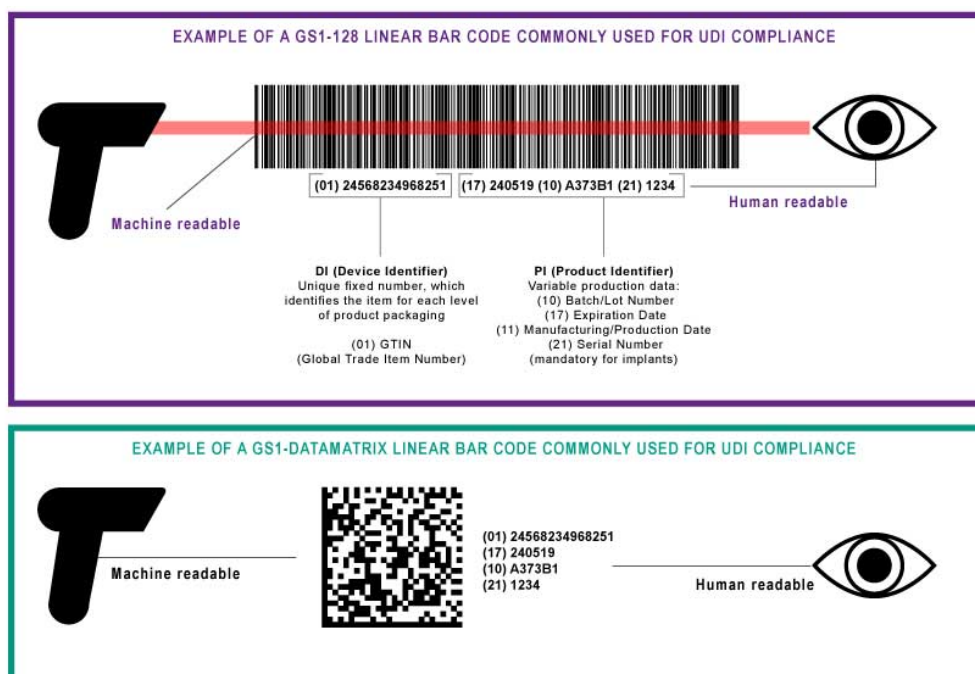 EXAMPLE OF A GS1-128 LINEAR BAR CODE COMMONLY USED FOR UDI COMPLIANCE
(01) 24568234968251
(17) 240519 (10) A373B1 (21) 1234
Machine readable
Human readable
DI (Device Identifier)
Unique fixed number, which
identifies the item for each level
of product packaging
(01) GTIN
(Global Trade Item Number)
PI (Product Identifier)
Variable production data:
(10) Batch/Lot Number
(17) Expiration Date
(11) Manufacturing/Production Date
(21) Serial Number
(mandatory for implants)
EXAMPLE OF A GS1-DATAMATRIX LINEAR BAR CODE COMMONLY USED FOR UDI COMPLIANCE
Machine readable
(01) 24568234968251
(17) 240519
(10) A373B1
(21) 1234
Human readable